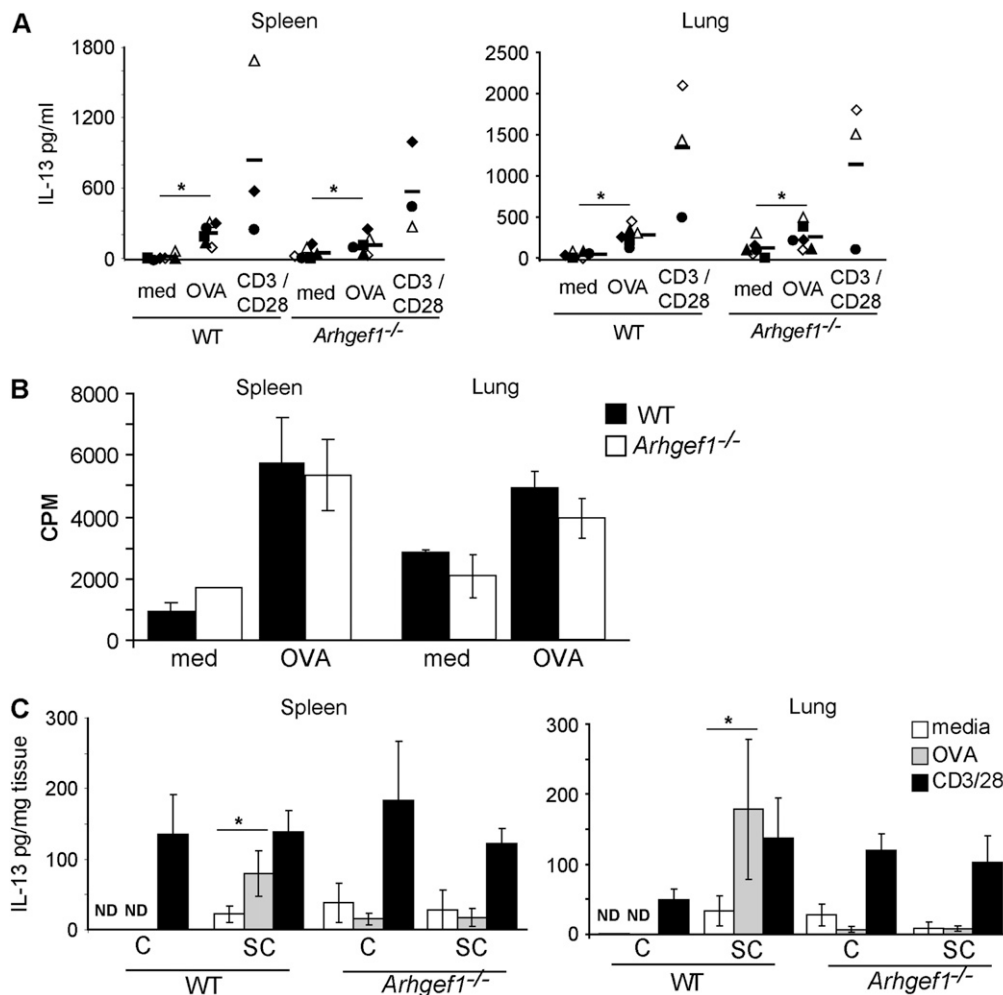 A
Spleen
Lung
IL-13 pg/ml
1800
1200
600
0
*
*
med OVA CD3 / CD28
med OVA CD3 / CD28
WT
Arhgef1-/-
2500
2000
1500
1000
500
0
*
*
med OVA CD3 / CD28
med OVA CD3 / CD28
WT
Arhgef1-/-
B
Spleen
Lung
CPM
8000
6000
4000
2000
0
med OVA med OVA
WT
Arhgef1-/-
C
Spleen
Lung
IL-13 pg/mg tissue
300
200
100
0
ND ND
*
C SC C SC
WT
Arhgef1-/-
300
200
100
0
ND ND
*
C SC C SC
WT
Arhgef1-/-
media
OVA
CD3/28